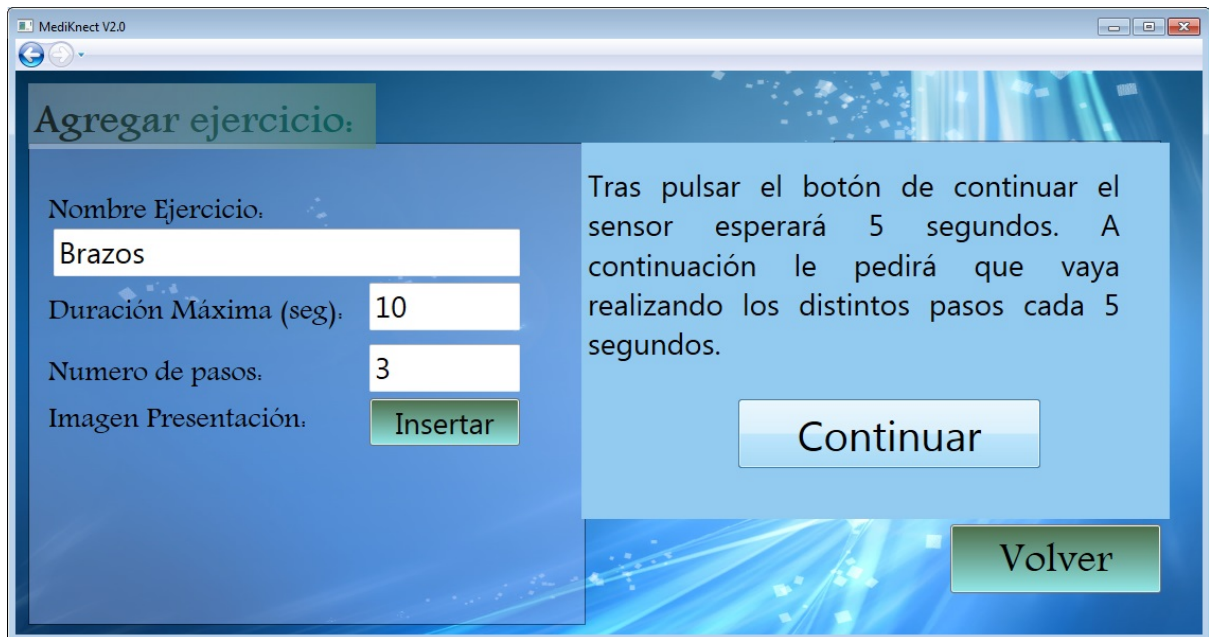 MediKnect V2.0
Agregar ejercicio:
Nombre Ejercicio:
Brazos
Duración Máxima (seg):
10
Numero de pasos:
3
Imagen Presentación:
Insertar
Tras pulsar el botón de continuar el
sensor esperará 5 segundos. A
continuación le pedirá que vaya
realizando los distintos pasos cada 5
segundos.
Continuar
Volver